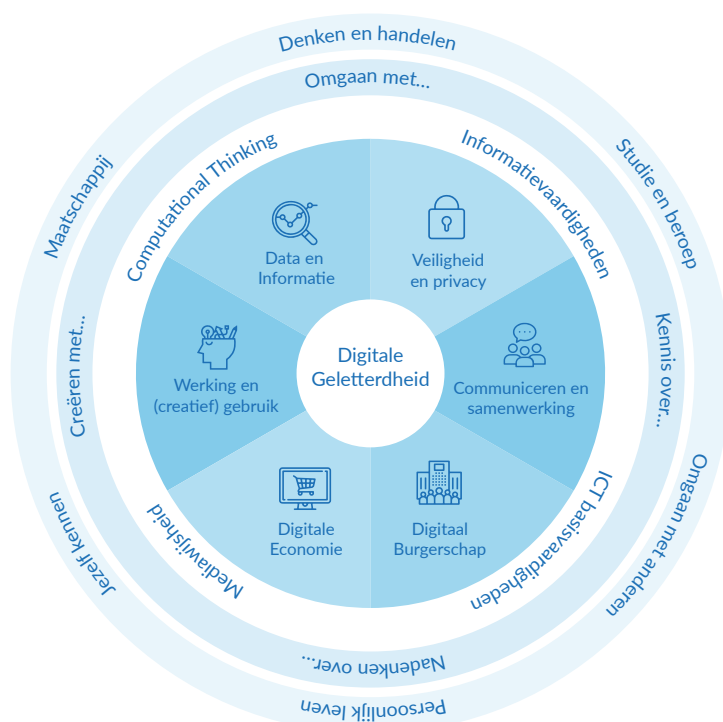 Denken en handelen
Omgaan met...
Computational Thinking
Informatievaardigheden
Maatschappij
Studie en beroep
Data en
Informatie
Veiligheid
en privacy
Creëren met...
Kennis over...
Werking en
(creatief) gebruik
Digitale
Geletterdheid
Communiceren en
samenwerking
Jezelf kennen
Omgaan met anderen
Mediawijsheid
ICT basisvaardigheden
Digitale
Economie
Digitaal
Burgerschap
Nadenken over...
Persoonlijk leven